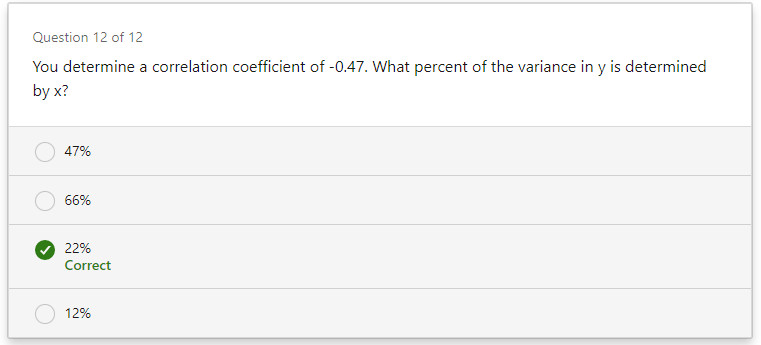 Question 12 of 12
You determine a correlation coefficient of -0.47. What percent of the variance in y is determined
by x?
47%
66%
22%
Correct
12%